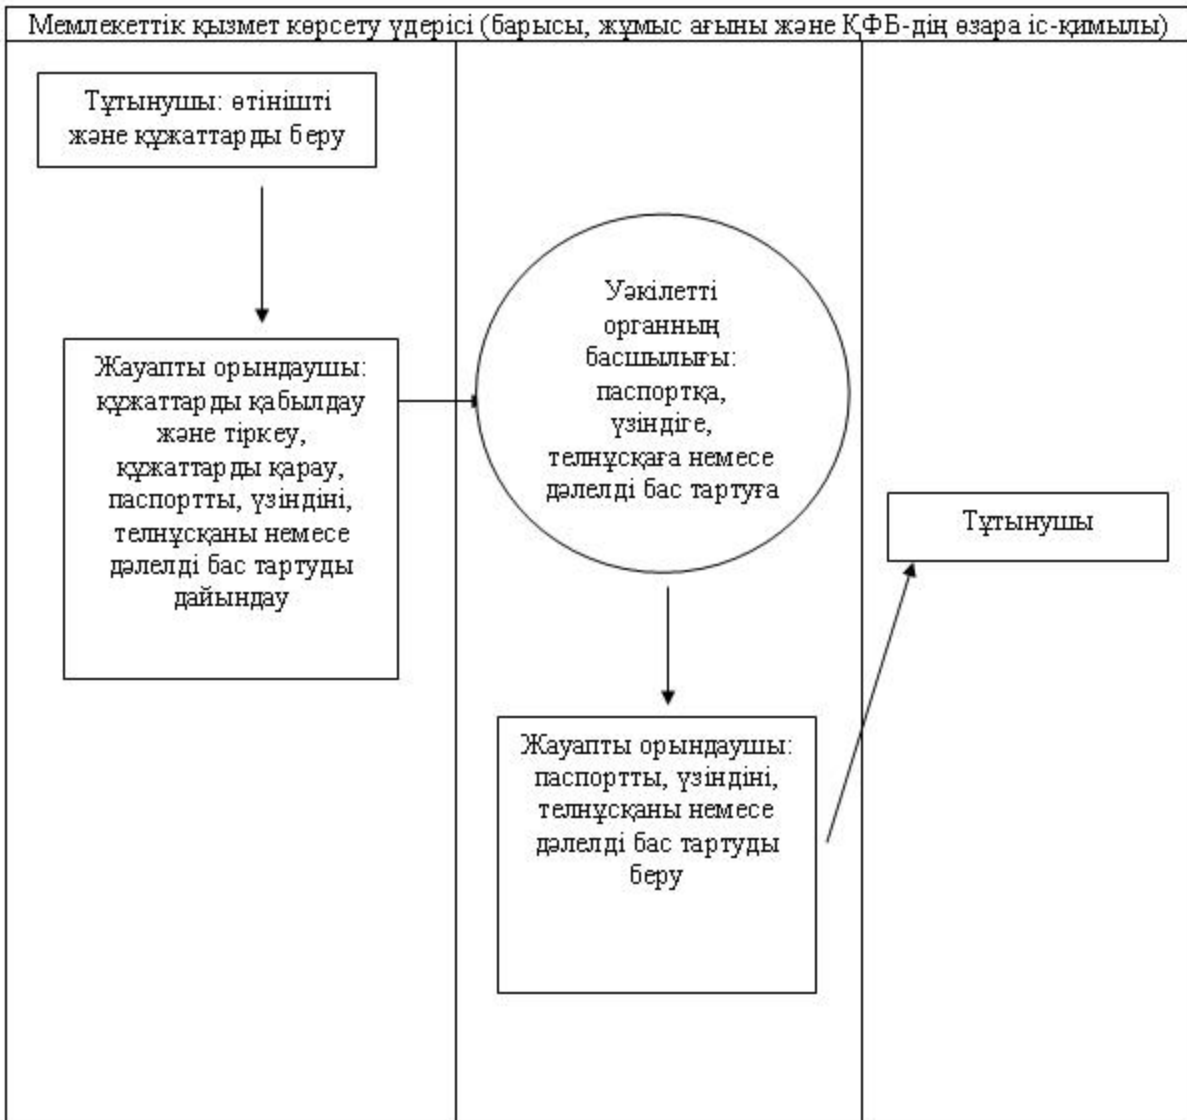 Мемлекеттік қызмет көрсету үдерісі (барысы, жұмыс ағыны және ҚФБ-дің өзара іс-қимылы)
Тұтынушы: өтінішті
және құжаттарды беру
Жауапты орындаушы:
құжаттарды қабылдау
және тіркеу,
құжаттарды қарау,
паспортты, үзіндіні,
телнұсқаны немесе
дәлелді бас тартуды
дайындау
Уәкілетті
органның
басшылығы:
паспортқа,
үзіндіге,
телнұсқаға немесе
дәлелді бас тартуға
Жауапты орындаушы:
паспортты, үзіндіні,
телнұсқаны немесе
дәлелді бас тартуды
беру
Тұтынушы